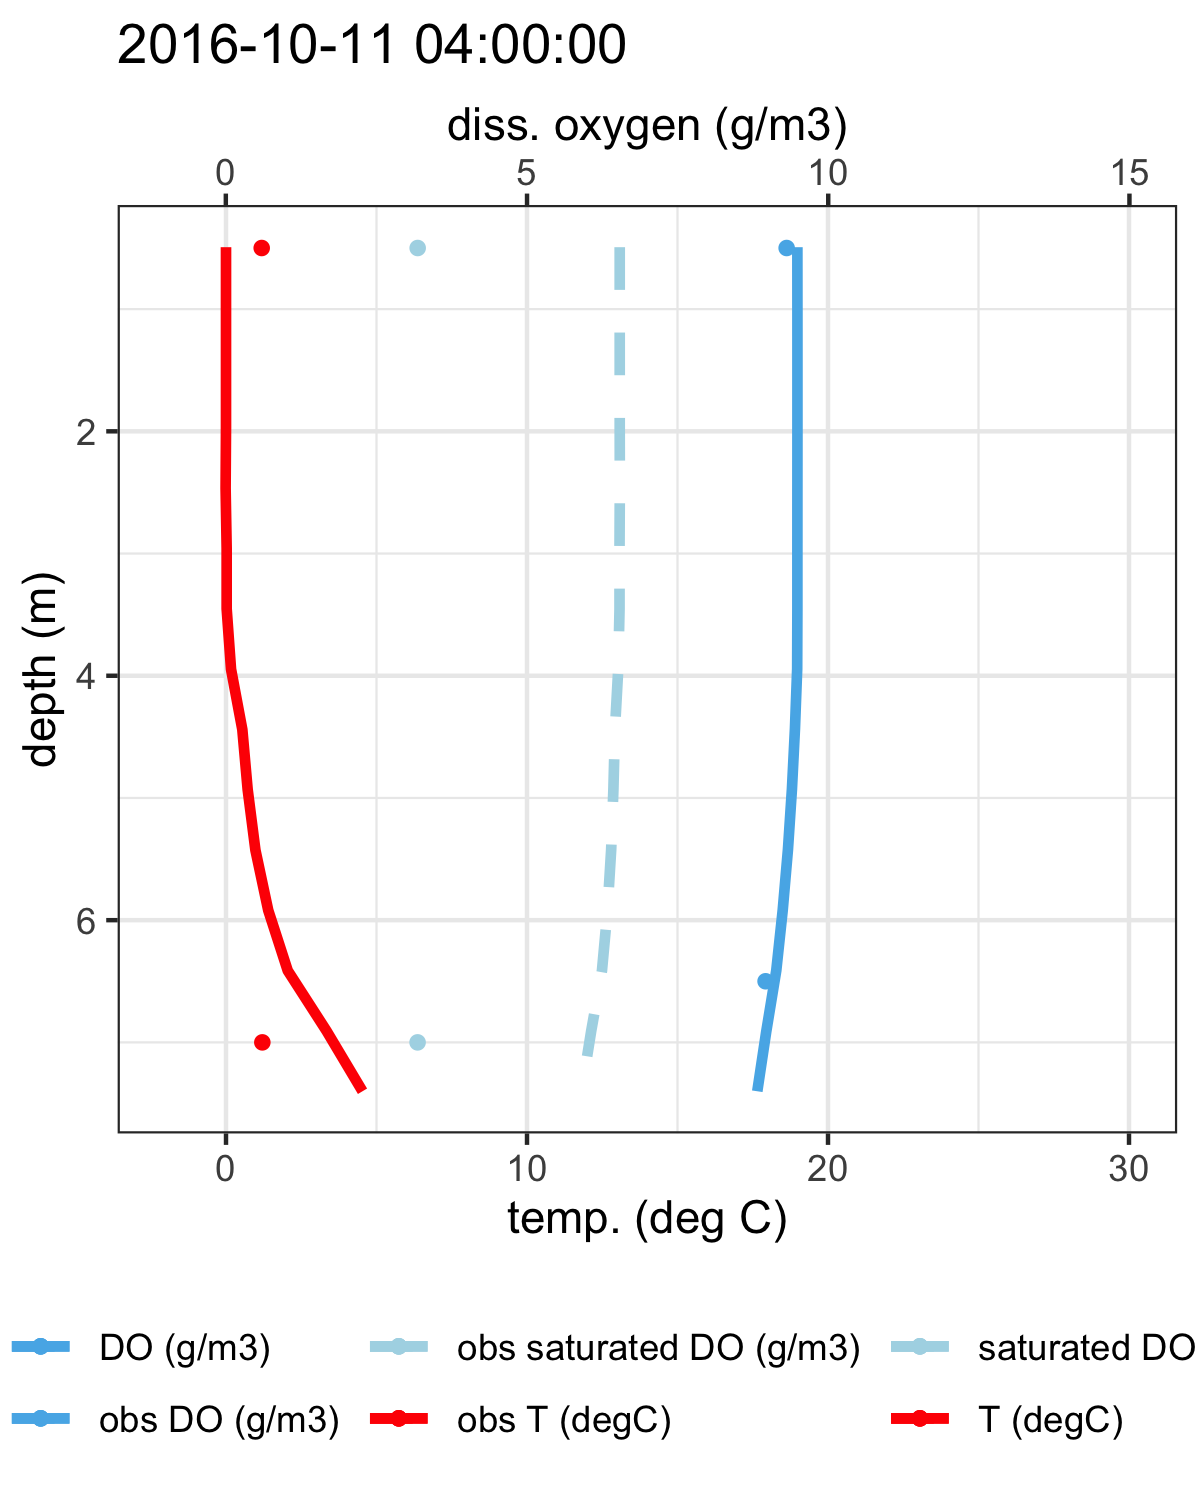 2016-10-11 04:00:00
diss. oxygen (g/m3)
0 5 10 15
2
4
6
depth (m)
0 10 20 30
temp. (deg C)
DO (g/m3) obs saturated DO (g/m3) saturated DO
obs DO (g/m3) obs T (degC) T (degC)